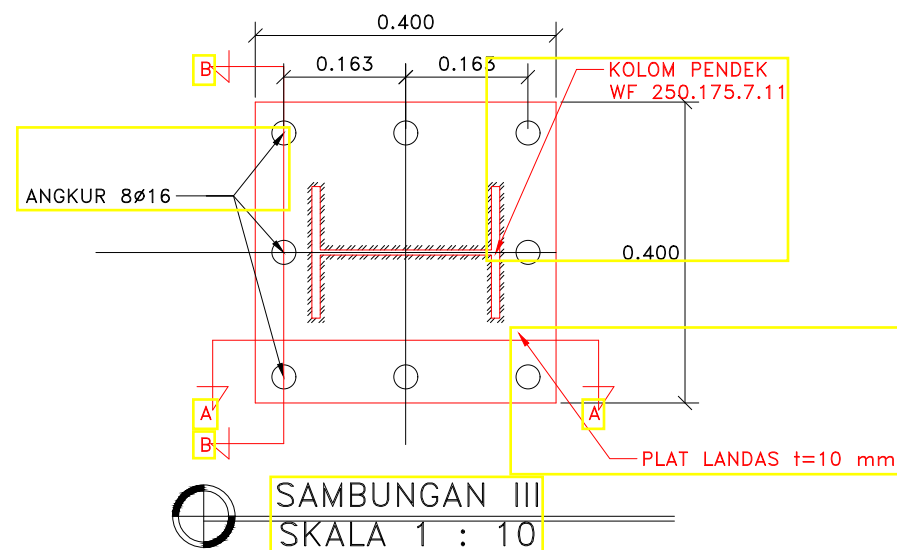 0.400
0.163 0.163
B
KOLOM PENDEK
WF 250.175.7.11
ANGKUR 8ø16
0.400
A A
B
PLAT LANDAS t=10 mm
SAMBUNGAN III
SKALA 1 : 10